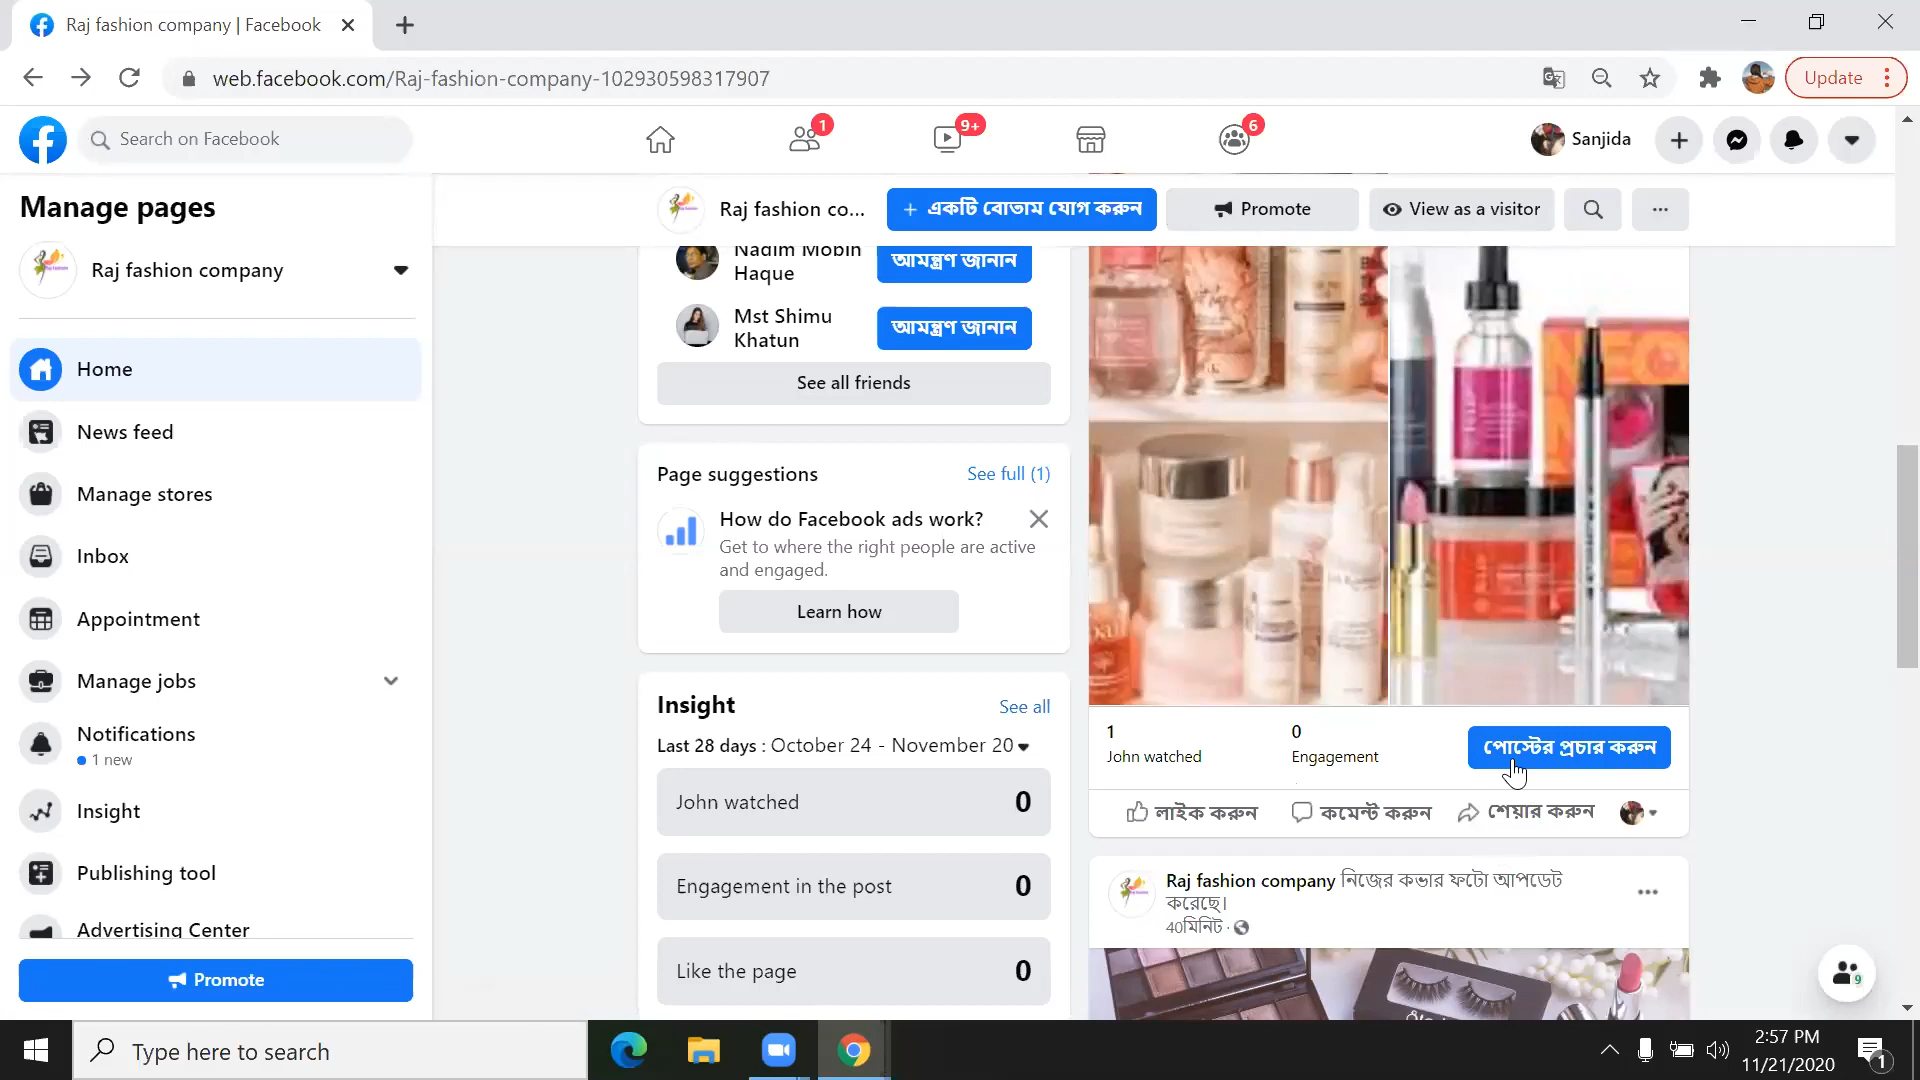 Raj fashion company | Facebook
web.facebook.com/Raj-fashion-company-102930598317907
Update
Search on Facebook
1
9+
6
Sanjida
Manage pages
Raj fashion company
Home
News feed
Manage stores
Inbox
Appointment
Manage jobs
Notifications
1 new
Insight
Publishing tool
Advertising Center
Promote
Raj fashion co...
+ একটি বোতাম যোগ করুন
Promote
View as a visitor
Nadim Mobin
Haque
আমন্ত্রণ জানান
Mst Shimu
Khatun
আমন্ত্রণ জানান
See all friends
Page suggestions
See full (1)
How do Facebook ads work?
Get to where the right people are active
and engaged.
Learn how
Insight
See all
Last 28 days : October 24 - November 20
John watched
0
Engagement in the post
0
Like the page
0
1
John watched
0
Engagement
পোস্টের প্রচার করুন
লাইক করুন
কমেন্ট করুন
শেয়ার করুন
Raj fashion company নিজের কভার ফটো আপডেট
করেছে।
40মিনিট ·
9
Type here to search
2:57 PM
11/21/2020
1